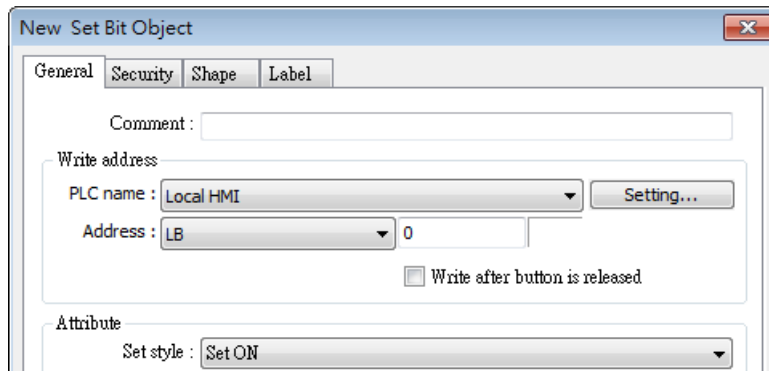 New Set Bit Object
General Security Shape Label
Comment :
Write address
PLC name : Local HMI Setting...
Address : LB 0
Write after button is released
Attribute
Set style : Set ON